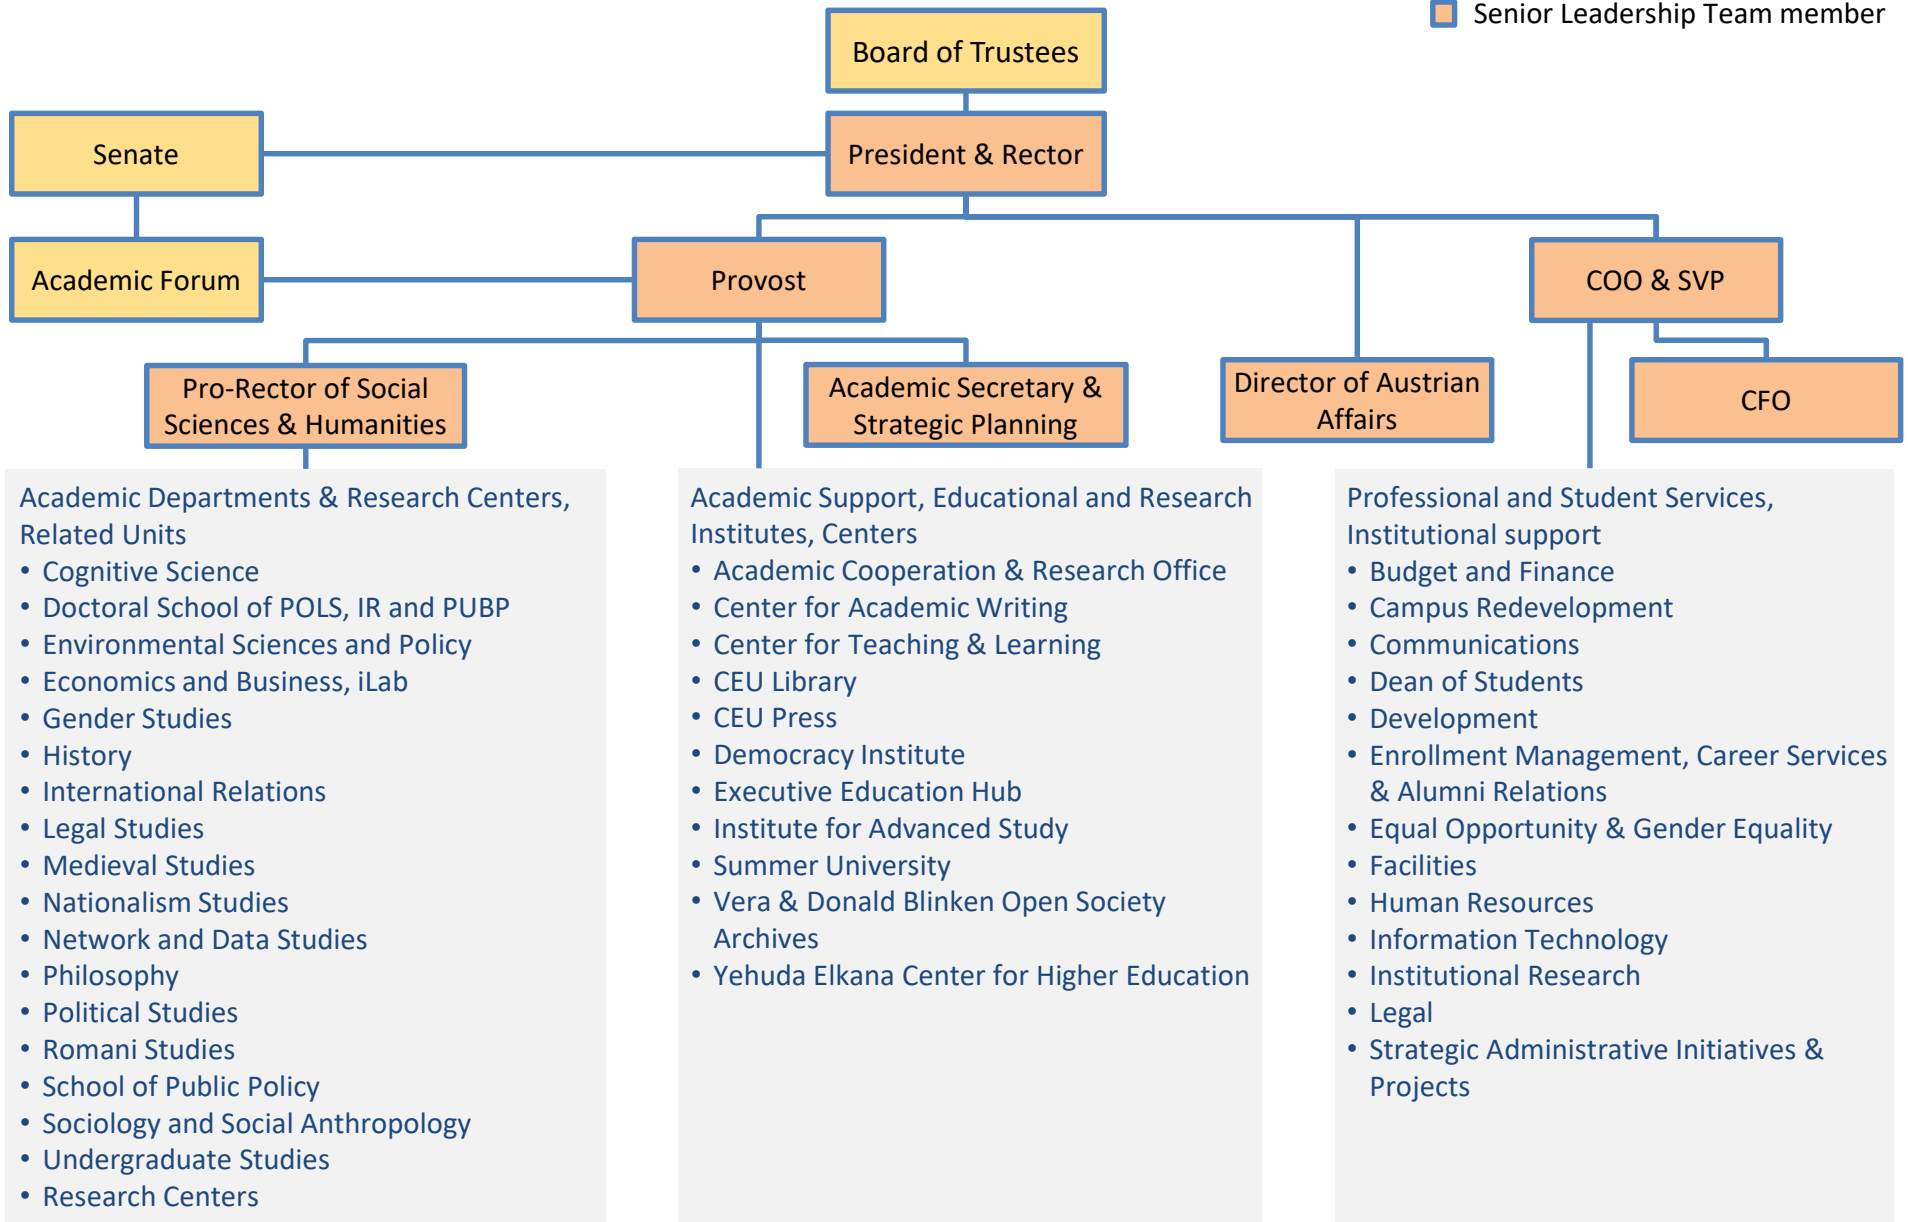 Senior Leadership Team member
Board of Trustees
Senate
President & Rector
Academic Forum
Provost
COO & SVP
Pro-Rector of Social
Sciences & Humanities
Academic Secretary &
Strategic Planning
Director of Austrian
Affairs
CFO
Academic Departments & Research Centers,
Related Units
• Cognitive Science
• Doctoral School of POLS, IR and PUBP
• Environmental Sciences and Policy
• Economics and Business, iLab
• Gender Studies
• History
• International Relations
• Legal Studies
• Medieval Studies
• Nationalism Studies
• Network and Data Studies
• Philosophy
• Political Studies
• Romani Studies
• School of Public Policy
• Sociology and Social Anthropology
• Undergraduate Studies
• Research Centers
Academic Support, Educational and Research
Institutes, Centers
• Academic Cooperation & Research Office
• Center for Academic Writing
• Center for Teaching & Learning
• CEU Library
• CEU Press
• Democracy Institute
• Executive Education Hub
• Institute for Advanced Study
• Summer University
• Vera & Donald Blinken Open Society
Archives
• Yehuda Elkana Center for Higher Education
Professional and Student Services,
Institutional support
• Budget and Finance
• Campus Redevelopment
• Communications
• Dean of Students
• Development
• Enrollment Management, Career Services
& Alumni Relations
• Equal Opportunity & Gender Equality
• Facilities
• Human Resources
• Information Technology
• Institutional Research
• Legal
• Strategic Administrative Initiatives &
Projects